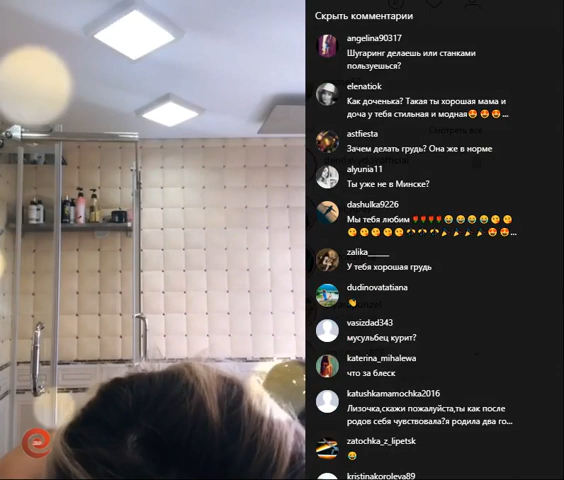 Скрыть комментарии
angelina90317
Шугаринг делаешь или станками
пользуешься?
elenatiok
Как доченька? Такая ты хорошая мама и
доча у тебя стильная и модная😍😍😍...
Смотреть все
astfiesta
Зачем делать грудь? Она же в норме
alyunia11
Ты уже не в Минске?
dashulka9226
Мы тебя любим
zalika_____
У тебя хорошая грудь
dudinovatatiana
vasizdad343
мусульбец курит?
katerina_mihalewa
что за блеск
katushkamamochka2016
Лизочка,скажи пожалуйста,ты как после
родов себя чувствовала?я родила два го...
zatochka_z_lipetsk
😂
kristinakoroleva89